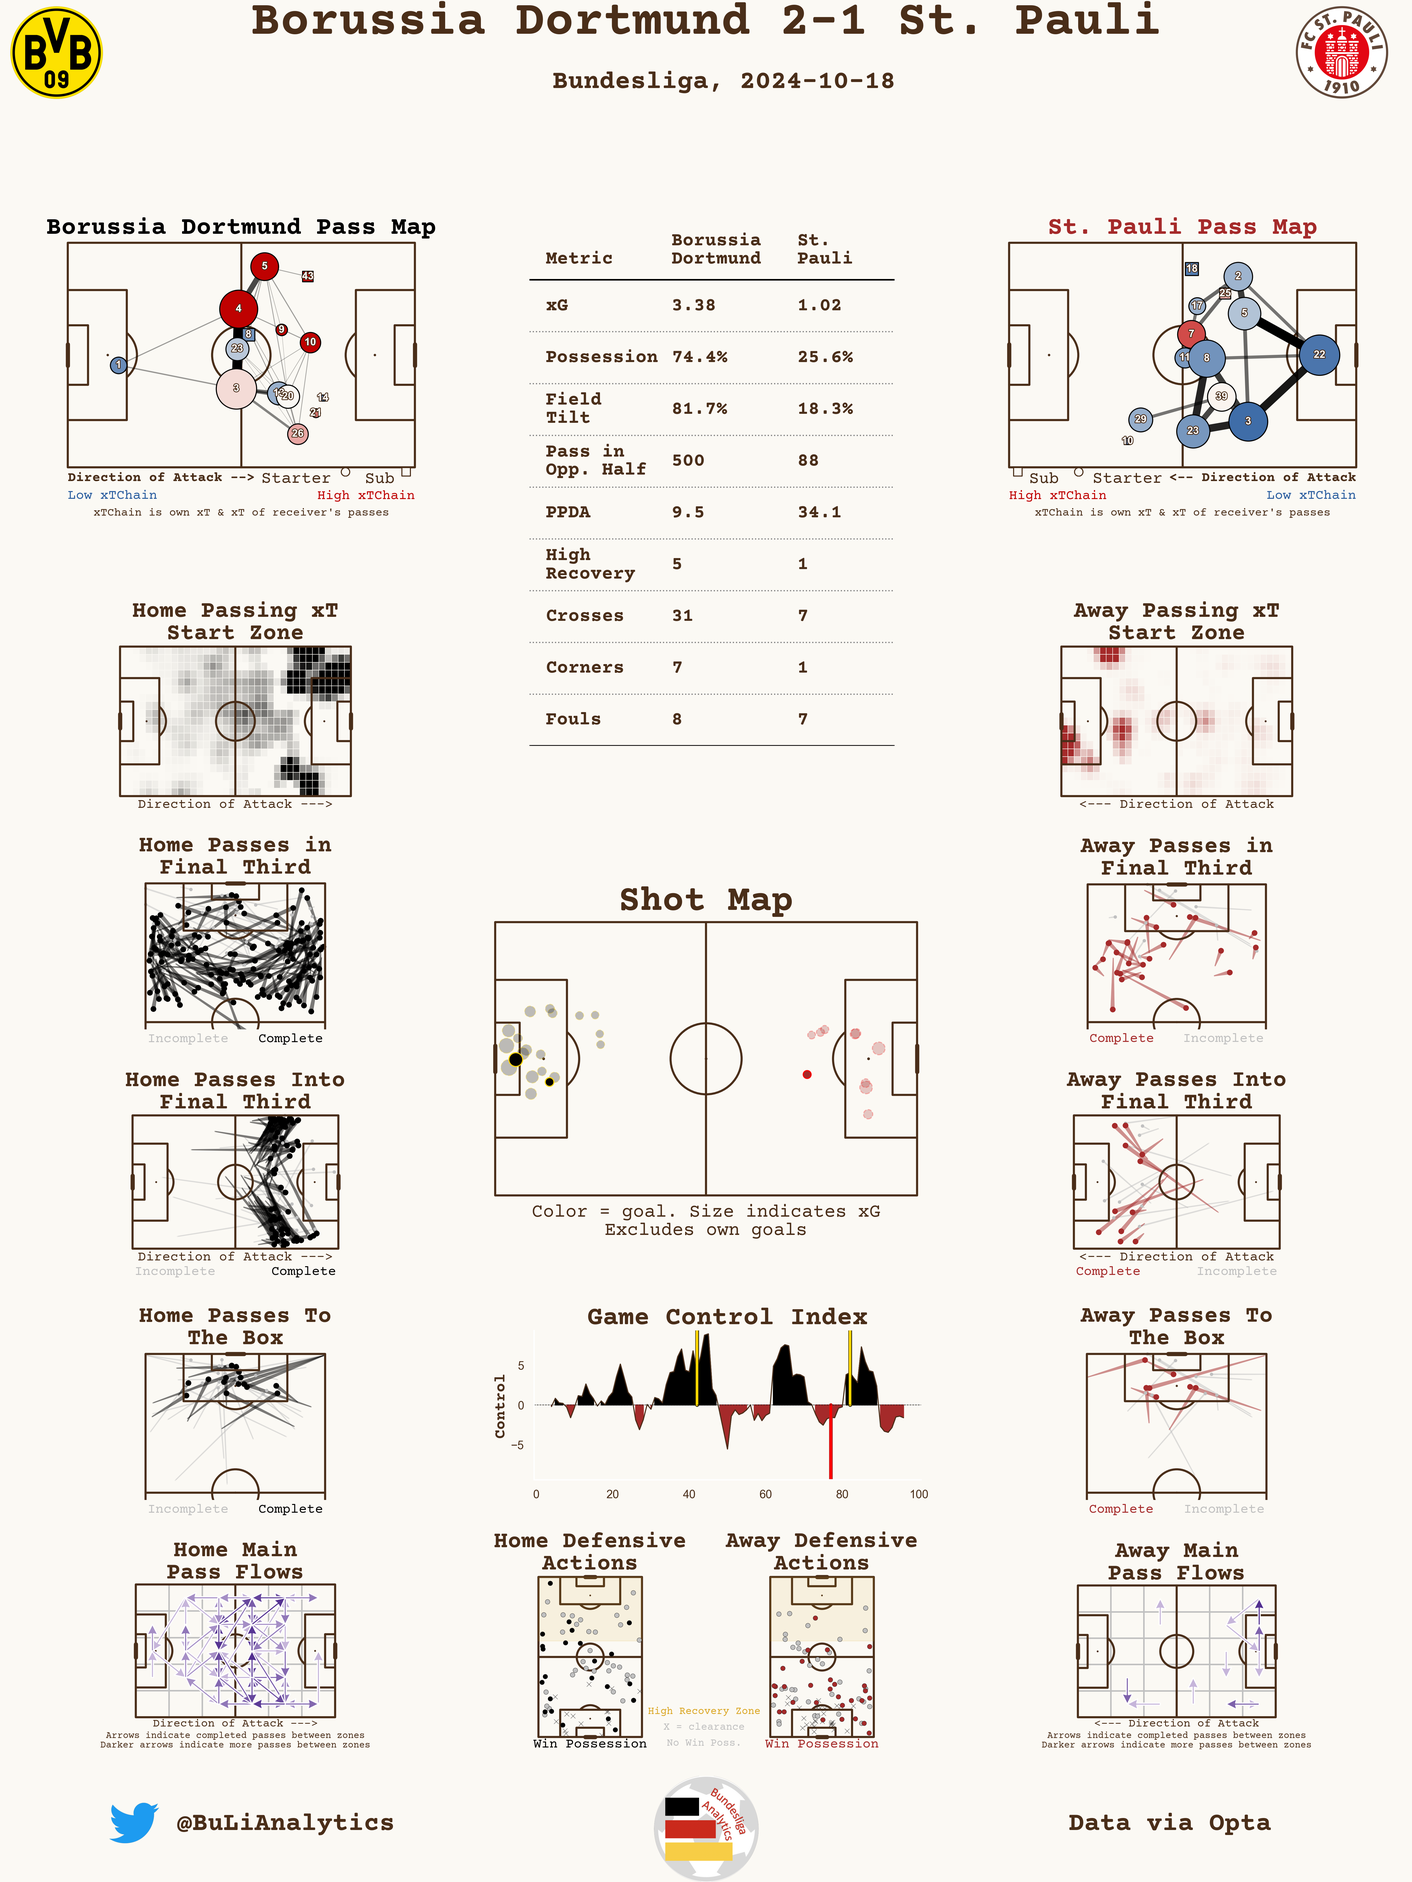 Borussia Dortmund 2-1 St. Pauli
Bundesliga, 2024-10-18
BVB
09
FC ST. PAULI
1910
Borussia Dortmund Pass Map
5
43
4
8
9
10
23
1
3
20
14
21
26
Direction of Attack --> Starter Sub
Low xTChain High xTChain
xTChain is own xT & xT of receiver's passes
Metric Borussia Dortmund St. Pauli
xG 3.38 1.02
Possession 74.4% 25.6%
Field Tilt 81.7% 18.3%
Pass in Opp. Half 500 88
PPDA 9.5 34.1
High Recovery 5 1
Crosses 31 7
Corners 7 1
Fouls 8 7
St. Pauli Pass Map
18
2
25
17
5
7
11
8
22
39
29
3
23
10
Sub Starter <-- Direction of Attack
High xTChain Low xTChain
xTChain is own xT & xT of receiver's passes
Home Passing xT
Start Zone
Direction of Attack --->
Away Passing xT
Start Zone
<--- Direction of Attack
Home Passes in
Final Third
Incomplete Complete
Away Passes in
Final Third
Complete Incomplete
Shot Map
Color = goal. Size indicates xG
Excludes own goals
Home Passes Into
Final Third
Direction of Attack --->
Incomplete Complete
Away Passes Into
Final Third
<--- Direction of Attack
Complete Incomplete
Home Passes To
The Box
Incomplete Complete
Game Control Index
Control
5
0
−5
0 20 40 60 80 100
Away Passes To
The Box
Complete Incomplete
Home Main
Pass Flows
Direction of Attack --->
Arrows indicate completed passes between zones
Darker arrows indicate more passes between zones
Home Defensive
Actions
Win Possession
High Recovery Zone
X = clearance
No Win Poss.
Away Defensive
Actions
Win Possession
Away Main
Pass Flows
<--- Direction of Attack
Arrows indicate completed passes between zones
Darker arrows indicate more passes between zones
@BuLiAnalytics
Bundesliga
Analytics
Data via Opta